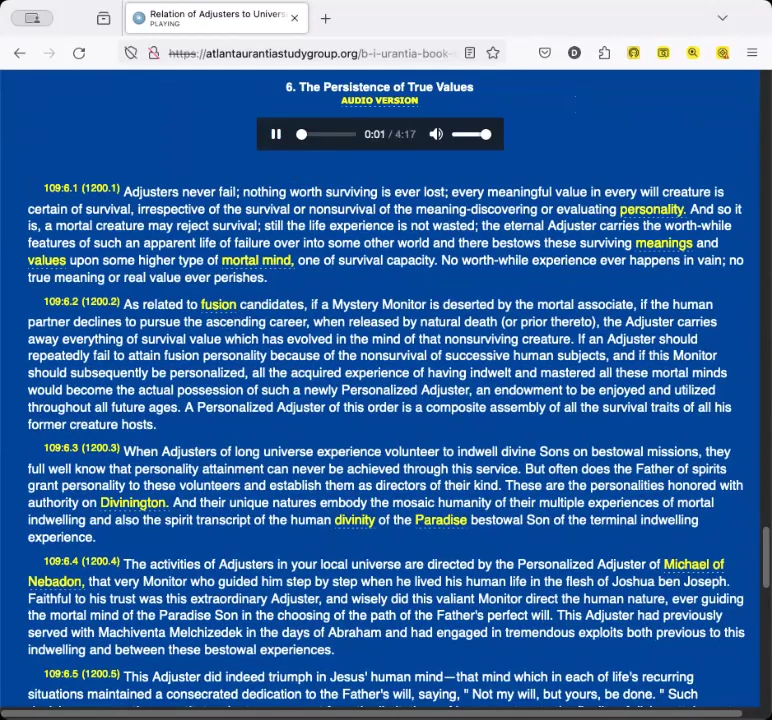 Relation of Adjusters to Univers
PLAYING
https://atlantaurantiastudygroup.org/b-i-urantia-book-
6. The Persistence of True Values
AUDIO VERSION
0:01 / 4:17
109:6.1 (1200.1) Adjusters never fail; nothing worth surviving is ever lost; every meaningful value in every will creature is
certain of survival, irrespective of the survival or nonsurvival of the meaning-discovering or evaluating personality. And so it
is, a mortal creature may reject survival; still the life experience is not wasted; the eternal Adjuster carries the worth-while
features of such an apparent life of failure over into some other world and there bestows these surviving meanings and
values upon some higher type of mortal mind, one of survival capacity. No worth-while experience ever happens in vain; no
true meaning or real value ever perishes.
109:6.2 (1200.2) As related to fusion candidates, if a Mystery Monitor is deserted by the mortal associate, if the human
partner declines to pursue the ascending career, when released by natural death (or prior thereto), the Adjuster carries
away everything of survival value which has evolved in the mind of that nonsurviving creature. If an Adjuster should
repeatedly fail to attain fusion personality because of the nonsurvival of successive human subjects, and if this Monitor
should subsequently be personalized, all the acquired experience of having indwelt and mastered all these mortal minds
would become the actual possession of such a newly Personalized Adjuster, an endowment to be enjoyed and utilized
throughout all future ages. A Personalized Adjuster of this order is a composite assembly of all the survival traits of all his
former creature hosts.
109:6.3 (1200.3) When Adjusters of long universe experience volunteer to indwell divine Sons on bestowal missions, they
full well know that personality attainment can never be achieved through this service. But often does the Father of spirits
grant personality to these volunteers and establish them as directors of their kind. These are the personalities honored with
authority on Divinington. And their unique natures embody the mosaic humanity of their multiple experiences of mortal
indwelling and also the spirit transcript of the human divinity of the Paradise bestowal Son of the terminal indwelling
experience.
109:6.4 (1200.4) The activities of Adjusters in your local universe are directed by the Personalized Adjuster of Michael of
Nebadon, that very Monitor who guided him step by step when he lived his human life in the flesh of Joshua ben Joseph.
Faithful to his trust was this extraordinary Adjuster, and wisely did this valiant Monitor direct the human nature, ever guiding
the mortal mind of the Paradise Son in the choosing of the path of the Father's perfect will. This Adjuster had previously
served with Machiventa Melchizedek in the days of Abraham and had engaged in tremendous exploits both previous to this
indwelling and between these bestowal experiences.
109:6.5 (1200.5) This Adjuster did indeed triumph in Jesus' human mind—that mind which in each of life's recurring
situations maintained a consecrated dedication to the Father's will, saying, " Not my will, but yours, be done. " Such